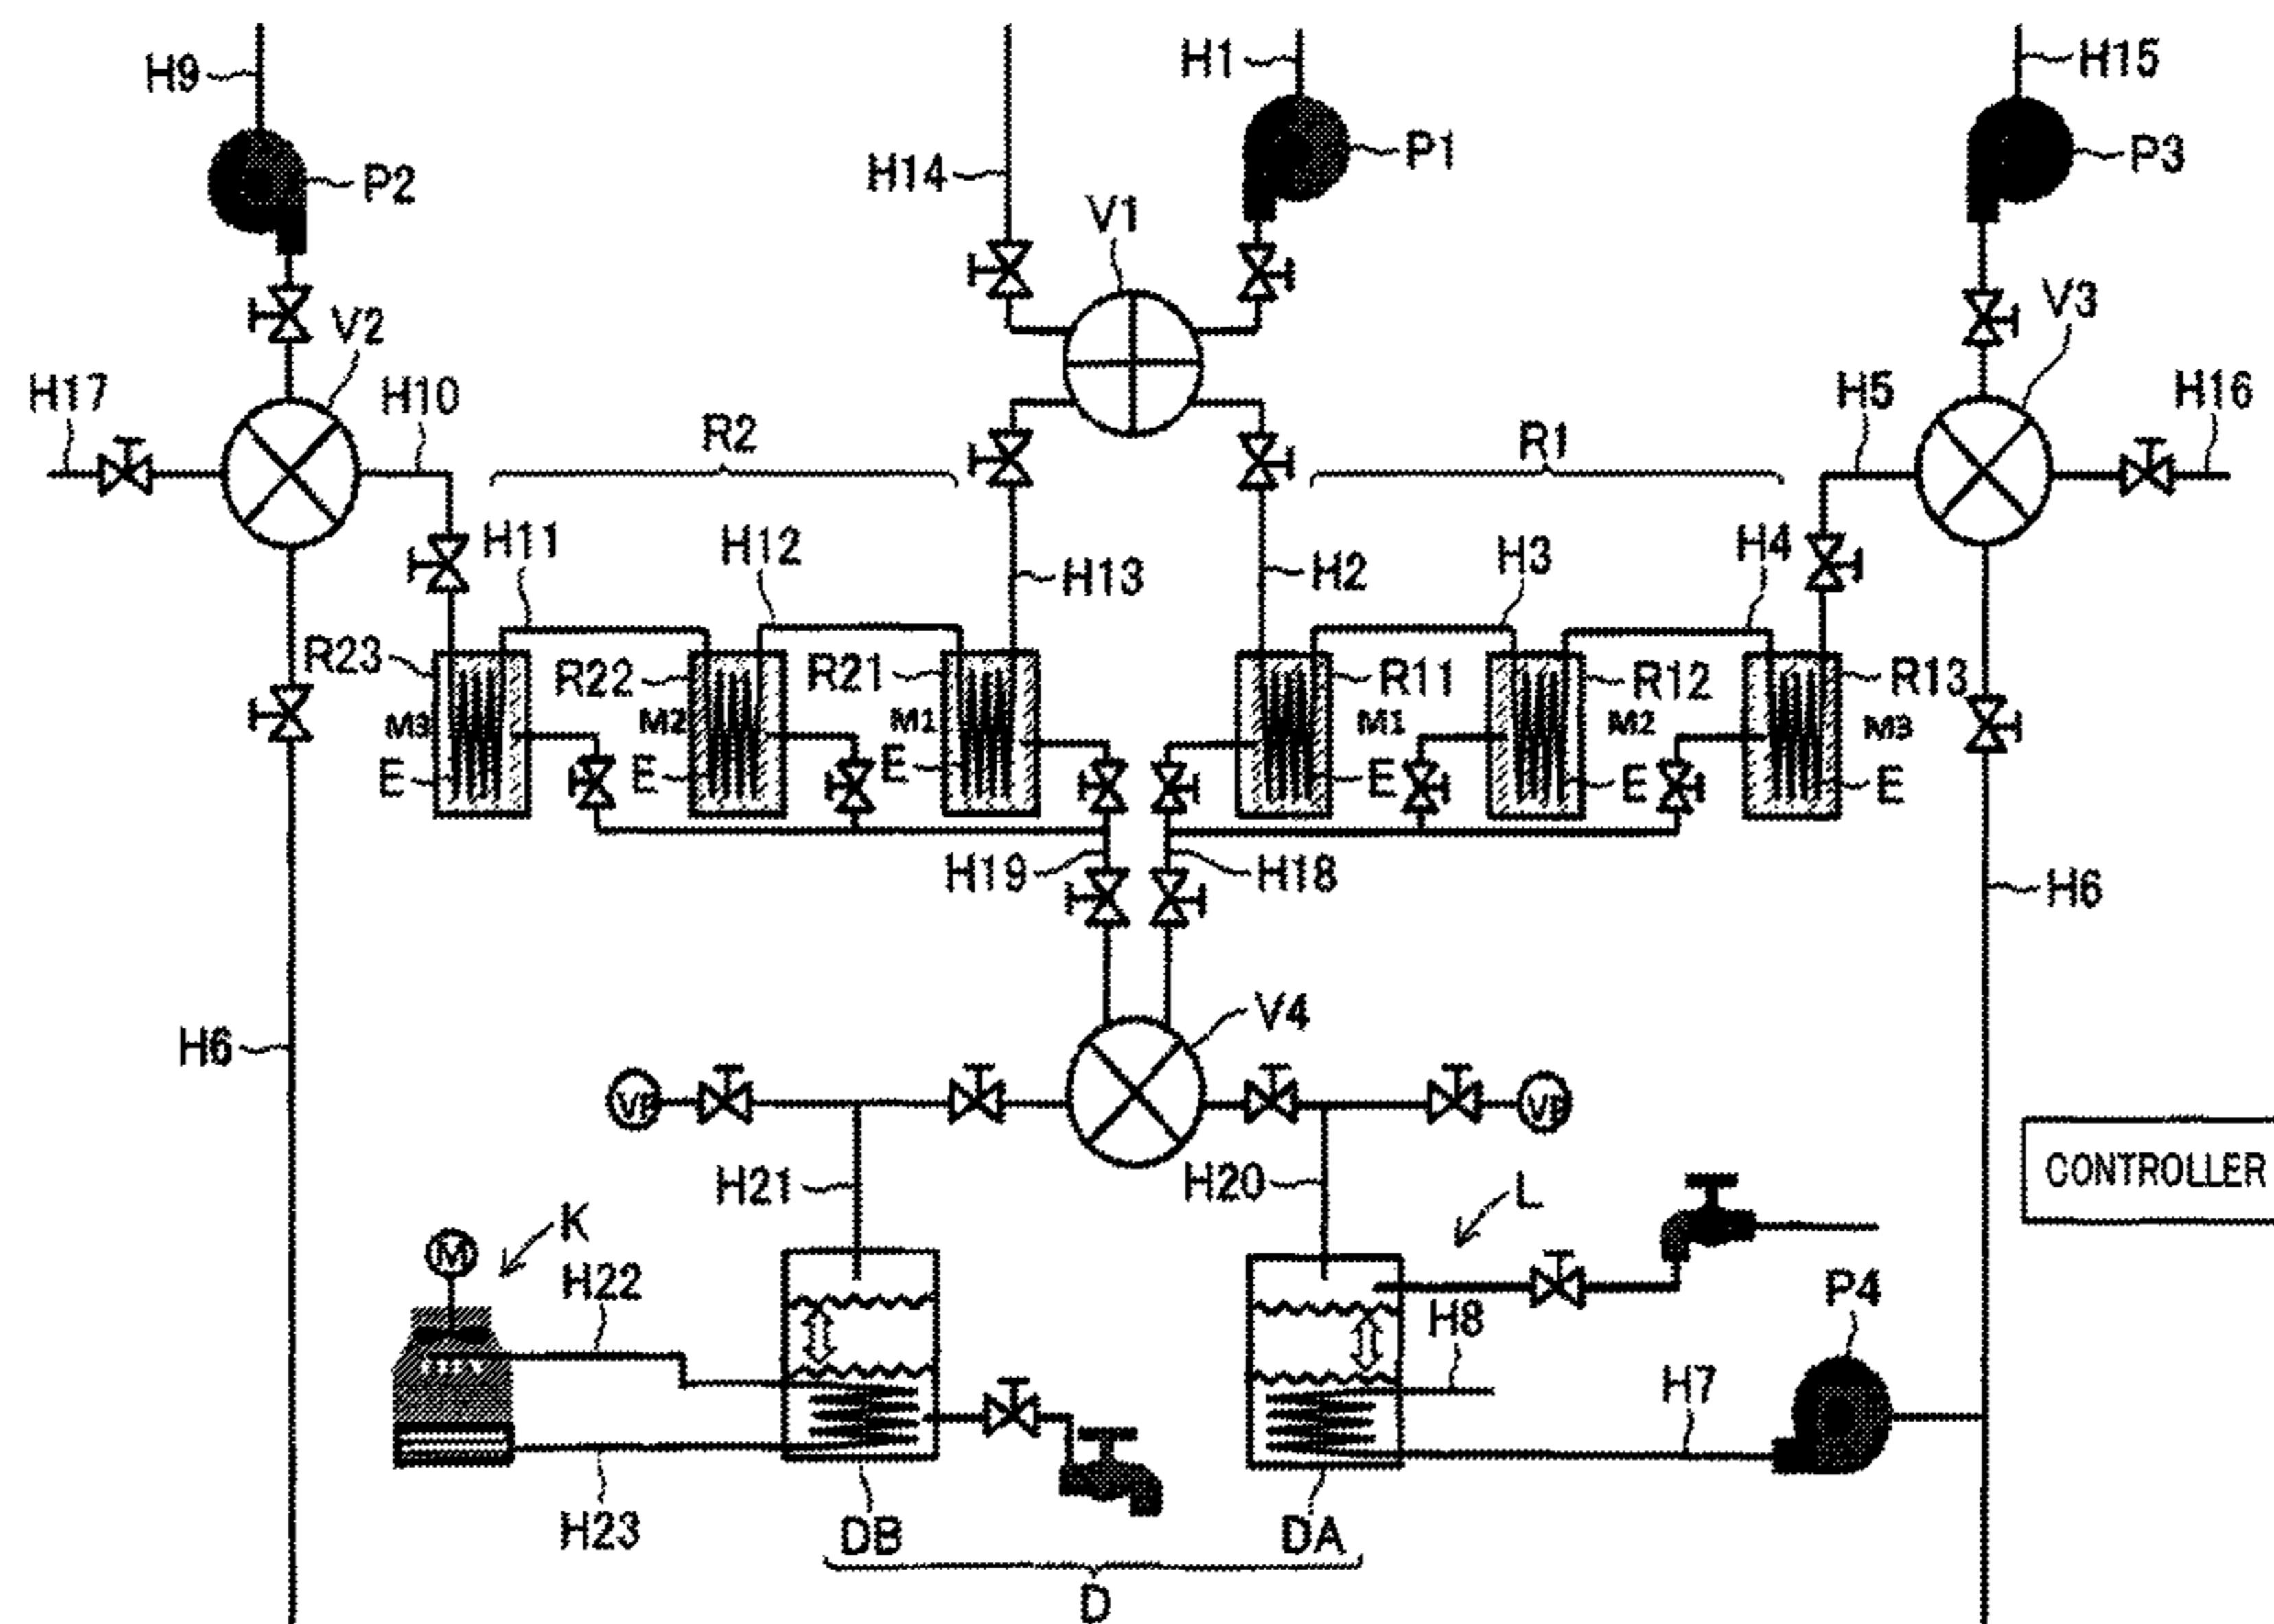 H9
H14
H1
H15
P2
P1
P3
V1
V2
V3
H17
H10
R2
R1
H5
H16
H11
H12
H13
H2
H3
H4
R23
R22
R21
R11
R12
R13
M3
M2
M1
M1
M2
M3
E
E
E
E
E
E
H19
H18
H6
H6
V4
VP
VP
H21
H20
L
CONTROLLER
K
M
H22
H8
P4
H7
H23
DB
DA
D